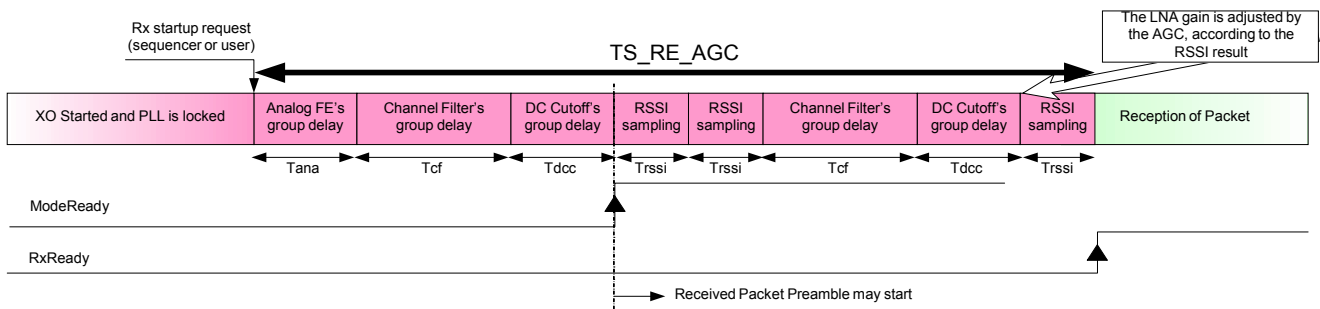 Rx startup request
(sequencer or user)
TS_RE_AGC
The LNA gain is adjusted by
the AGC, according to the
RSSI result
XO Started and PLL is locked
Analog FE's
group delay
Channel Filter's
group delay
DC Cutoff's
group delay
RSSI
sampling
RSSI
sampling
Channel Filter's
group delay
DC Cutoff's
group delay
RSSI
sampling
Reception of Packet
Tana
Tcf
Tdcc
Trssi
Trssi
Tcf
Tdcc
Trssi
ModeReady
RxReady
Received Packet Preamble may start